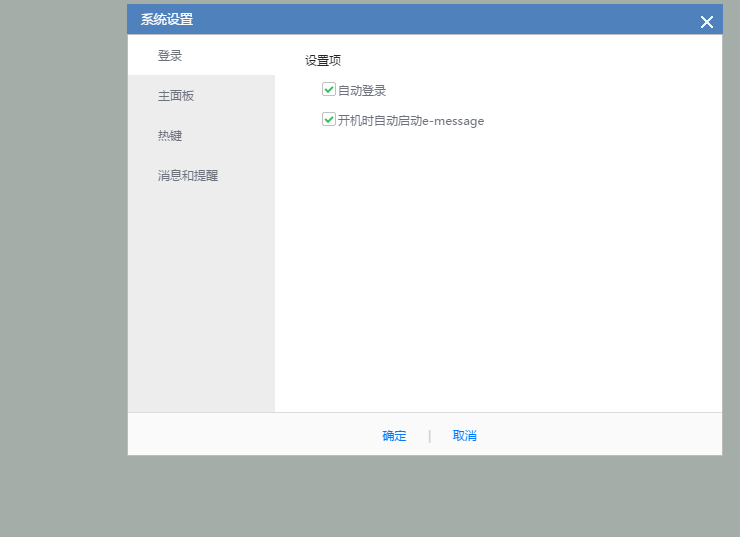 系统设置
登录
主面板
热键
消息和提醒
设置项
自动登录
开机时自动启动e-message
确定 | 取消